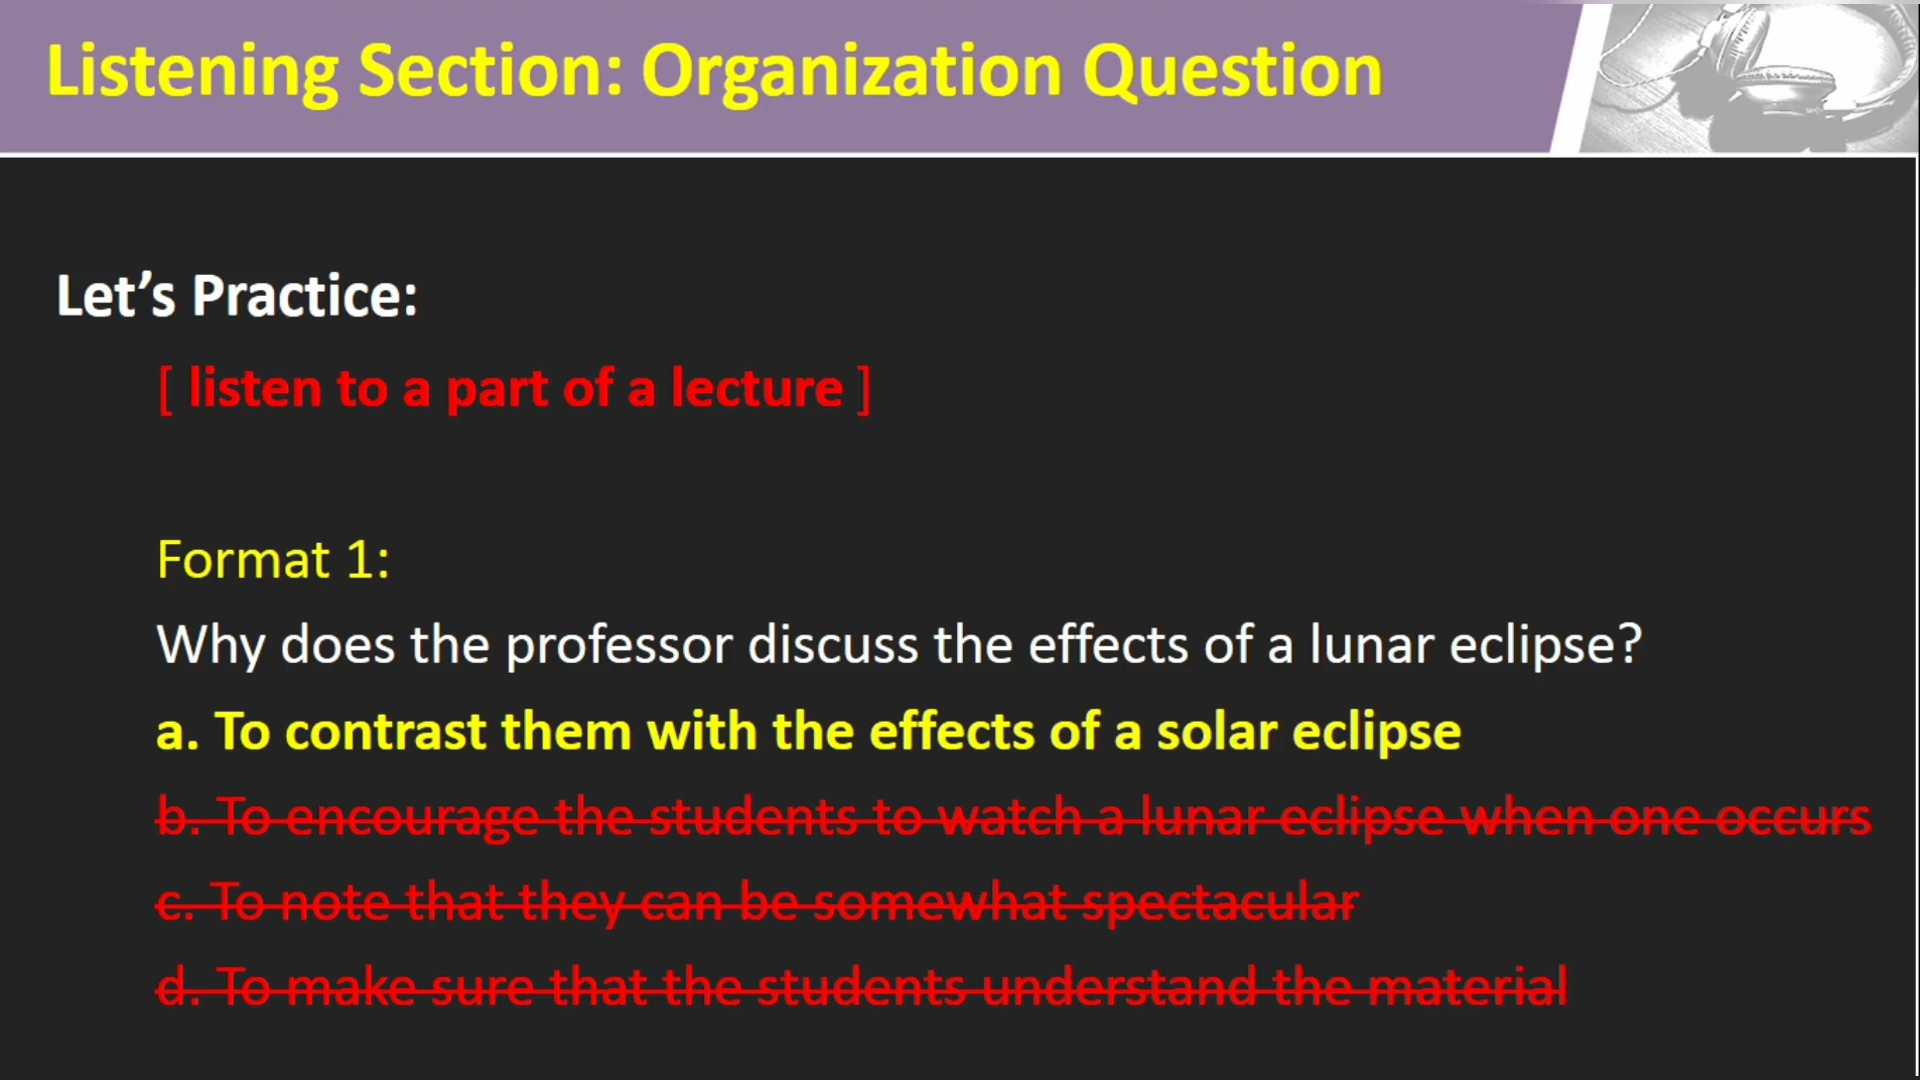 Listening Section: Organization Question
Let’s Practice:
[ listen to a part of a lecture ]
Format 1:
Why does the professor discuss the effects of a lunar eclipse?
a. To contrast them with the effects of a solar eclipse
b. To encourage the students to watch a lunar eclipse when one occurs
c. To note that they can be somewhat spectacular
d. To make sure that the students understand the material